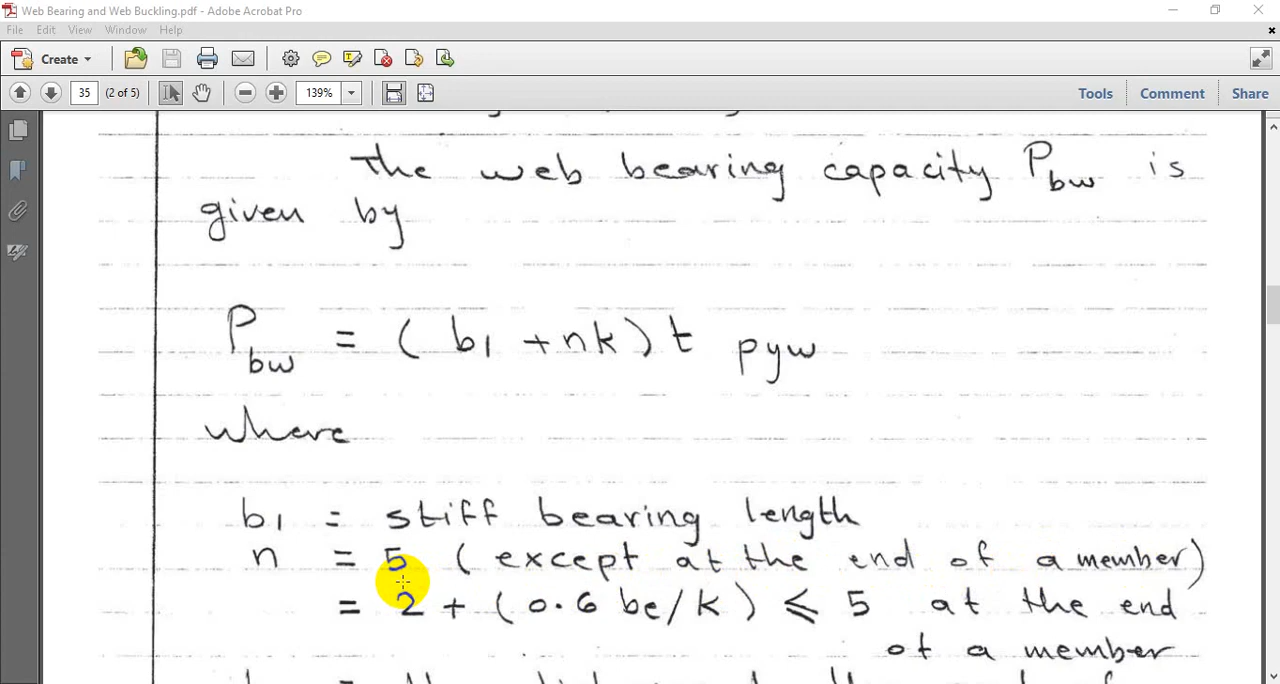 Web Bearing and Web Buckling.pdf - Adobe Acrobat Pro
File Edit View Window Help
Create
35 (2 of 5) 139% Tools Comment Share
The web bearing capacity Pbw is
given by
Pbw = (b1 + nk) t pyw
where
b1 = stiff bearing length
n = 5 (except at the end of a member)
= 2 + (0.6 be/k) ≤ 5 at the end
of a member